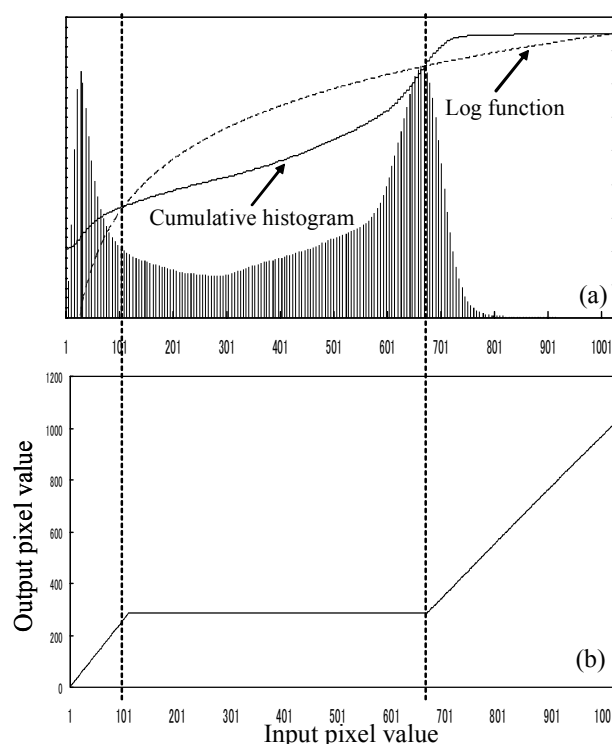 Log function
Cumulative histogram
(a)
1 101 201 301 401 501 601 701 801 901 1001
1200
1000
800
600
400
200
0
Output pixel value
(b)
1 101 201 301 401 501 601 701 801 901 100
Input pixel value